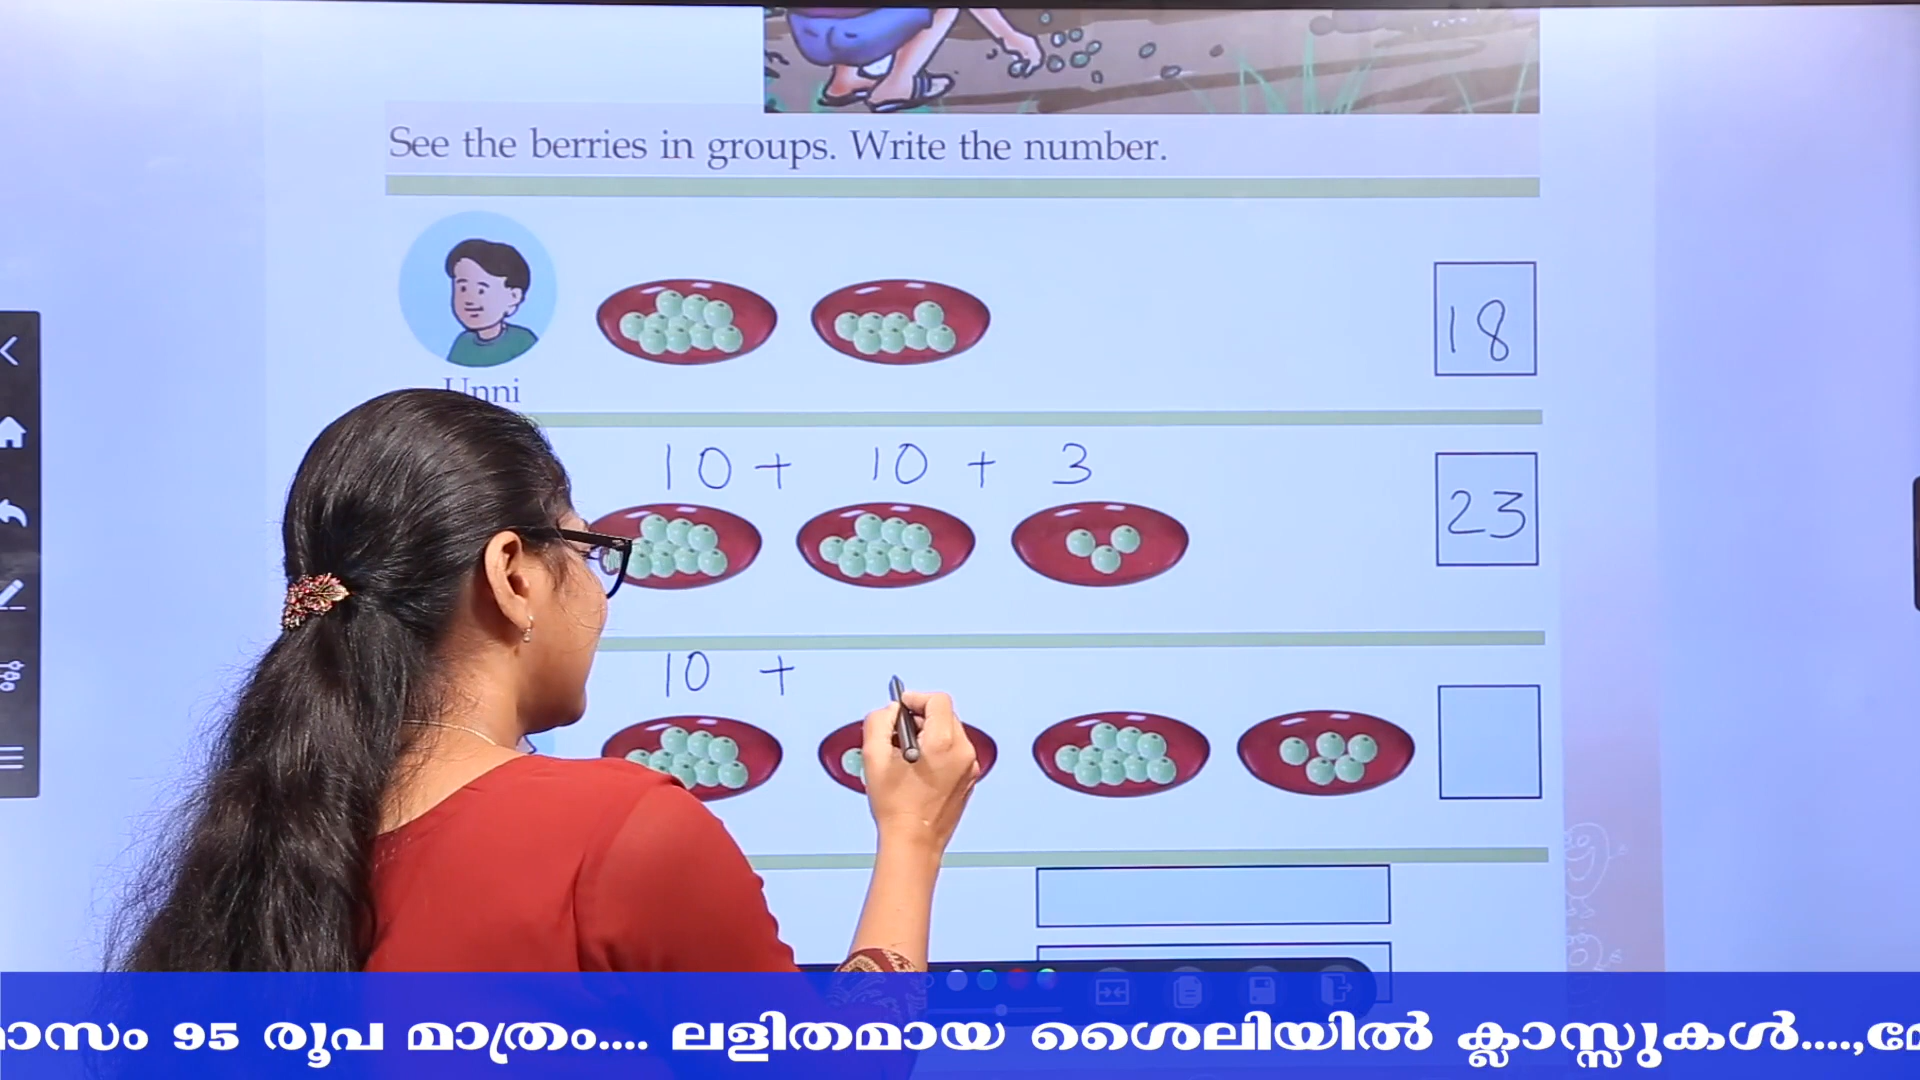 See the berries in groups. Write the number.
18
Unni
10 + 10 + 3
23
10 +
95 രൂപ മാത്രം.... ലളിതമായ ശൈലിയിൽ ക്ലാസ്സുകൾ....,